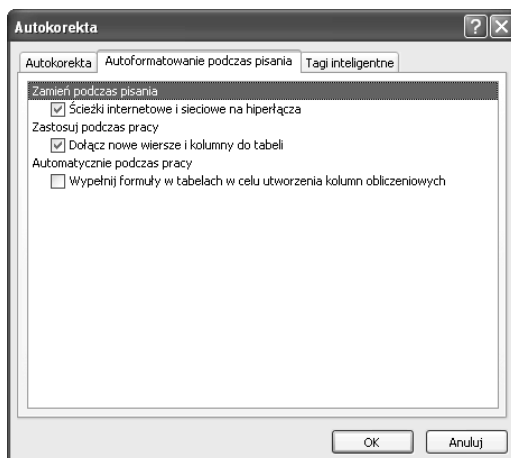 Autokorekta
Autokorekta Autoformatowanie podczas pisania Tagi inteligentne
Zamień podczas pisania
Ścieżki internetowe i sieciowe na hiperłącza
Zastosuj podczas pracy
Dołącz nowe wiersze i kolumny do tabeli
Automatycznie podczas pracy
Wypełnij formuły w tabelach w celu utworzenia kolumn obliczeniowych
OK Anuluj